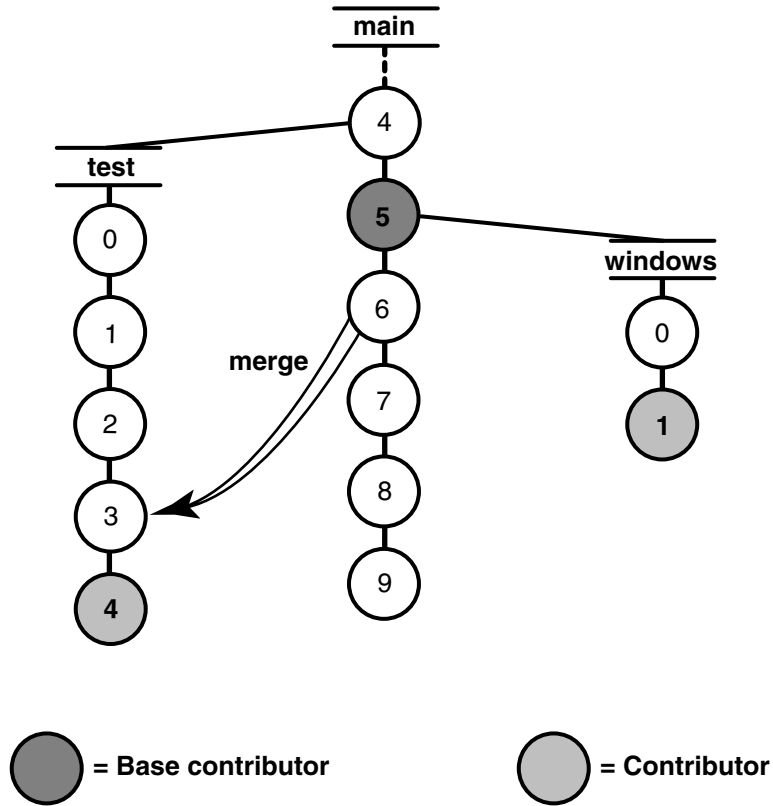 main
4
test
5
0
windows
6
0
1
merge
7
2
1
8
3
9
4
= Base contributor
= Contributor